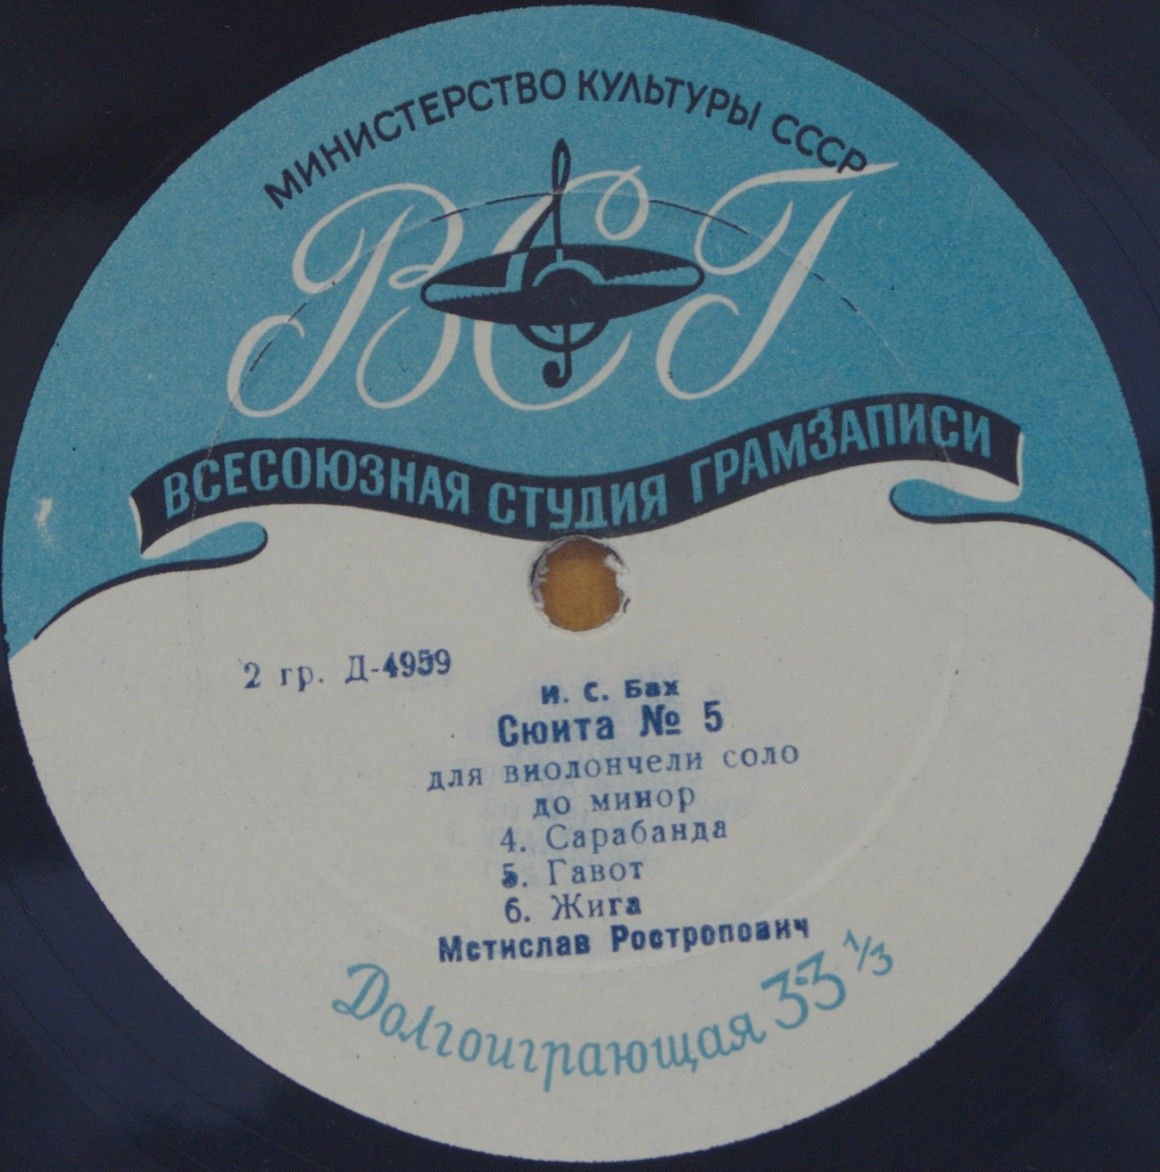 МИНИСТЕРСТВО КУЛЬТУРЫ СССР
ВСГ
ВСЕСОЮЗНАЯ СТУДИЯ ГРАМЗАПИСИ
2 гр. Д-4959
И. С. Бах
Сюита № 5
для виолончели соло
до минор
4. Сарабанда
5. Гавот
6. Жига
Мстислав Ростропович
Долгоиграющая 33 1/3